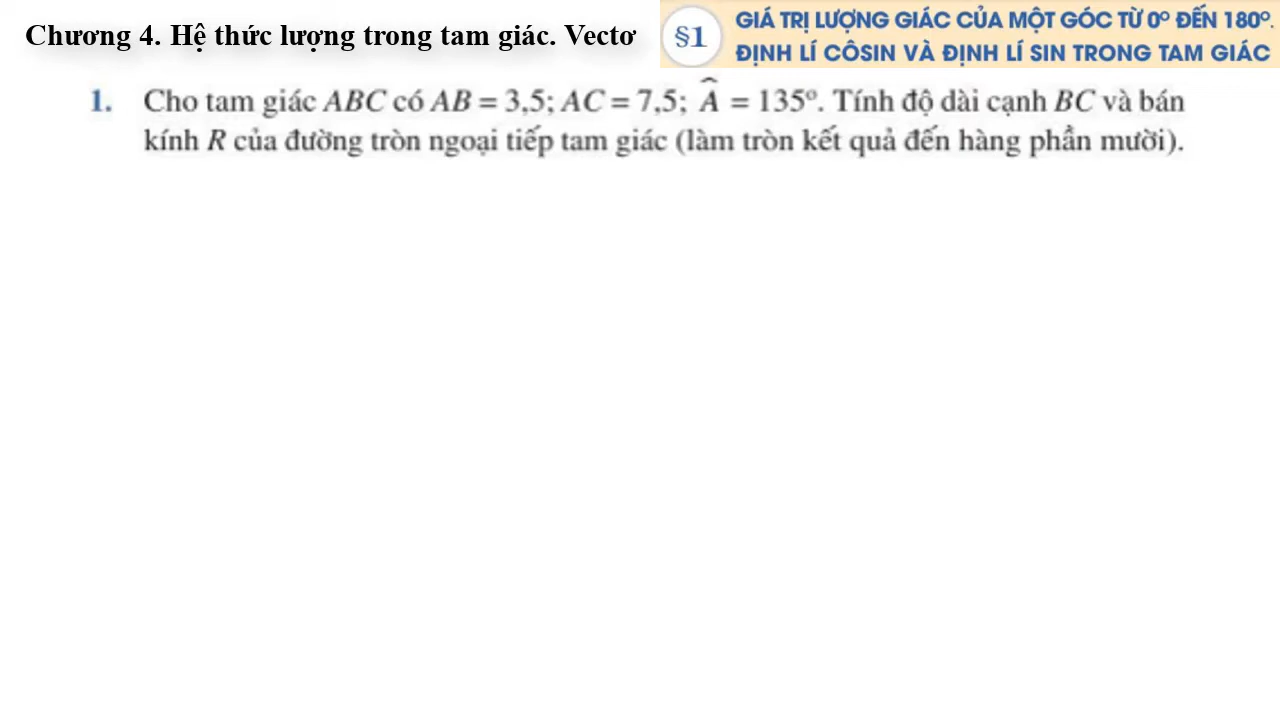 Chương 4. Hệ thức lượng trong tam giác. Vectơ
§1
GIÁ TRỊ LƯỢNG GIÁC CỦA MỘT GÓC TỪ 0º ĐẾN 180º.
ĐỊNH LÍ CÔSIN VÀ ĐỊNH LÍ SIN TRONG TAM GIÁC
1. Cho tam giác ABC có AB = 3,5; AC = 7,5; Â = 135º. Tính độ dài cạnh BC và bán
kính R của đường tròn ngoại tiếp tam giác (làm tròn kết quả đến hàng phần mười).